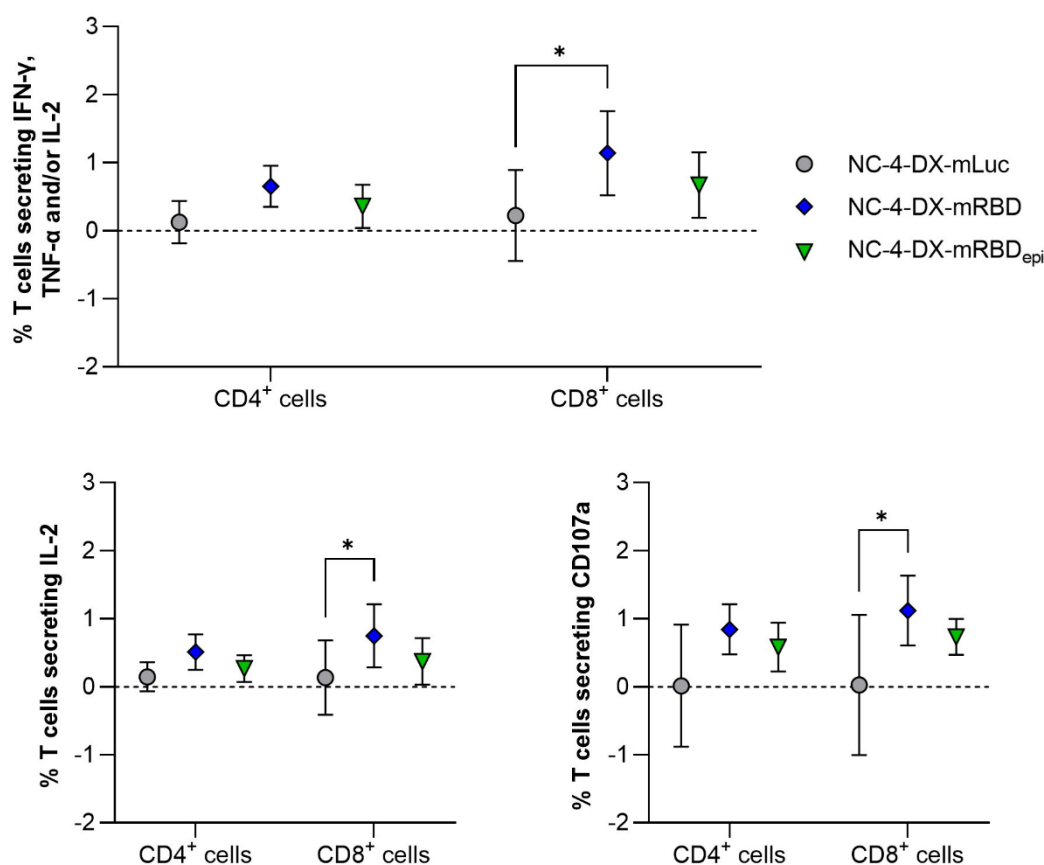 % T cells secreting IFN-γ,
TNF-α and/or IL-2
3
2
1
0
-1
-2
*
CD4⁺ cells
CD8⁺ cells
NC-4-DX-mLuc
NC-4-DX-mRBD
NC-4-DX-mRBDepi
% T cells secreting IL-2
3
2
1
0
-1
-2
*
CD4⁺ cells
CD8⁺ cells
% T cells secreting CD107a
3
2
1
0
-1
-2
*
CD4⁺ cells
CD8⁺ cells